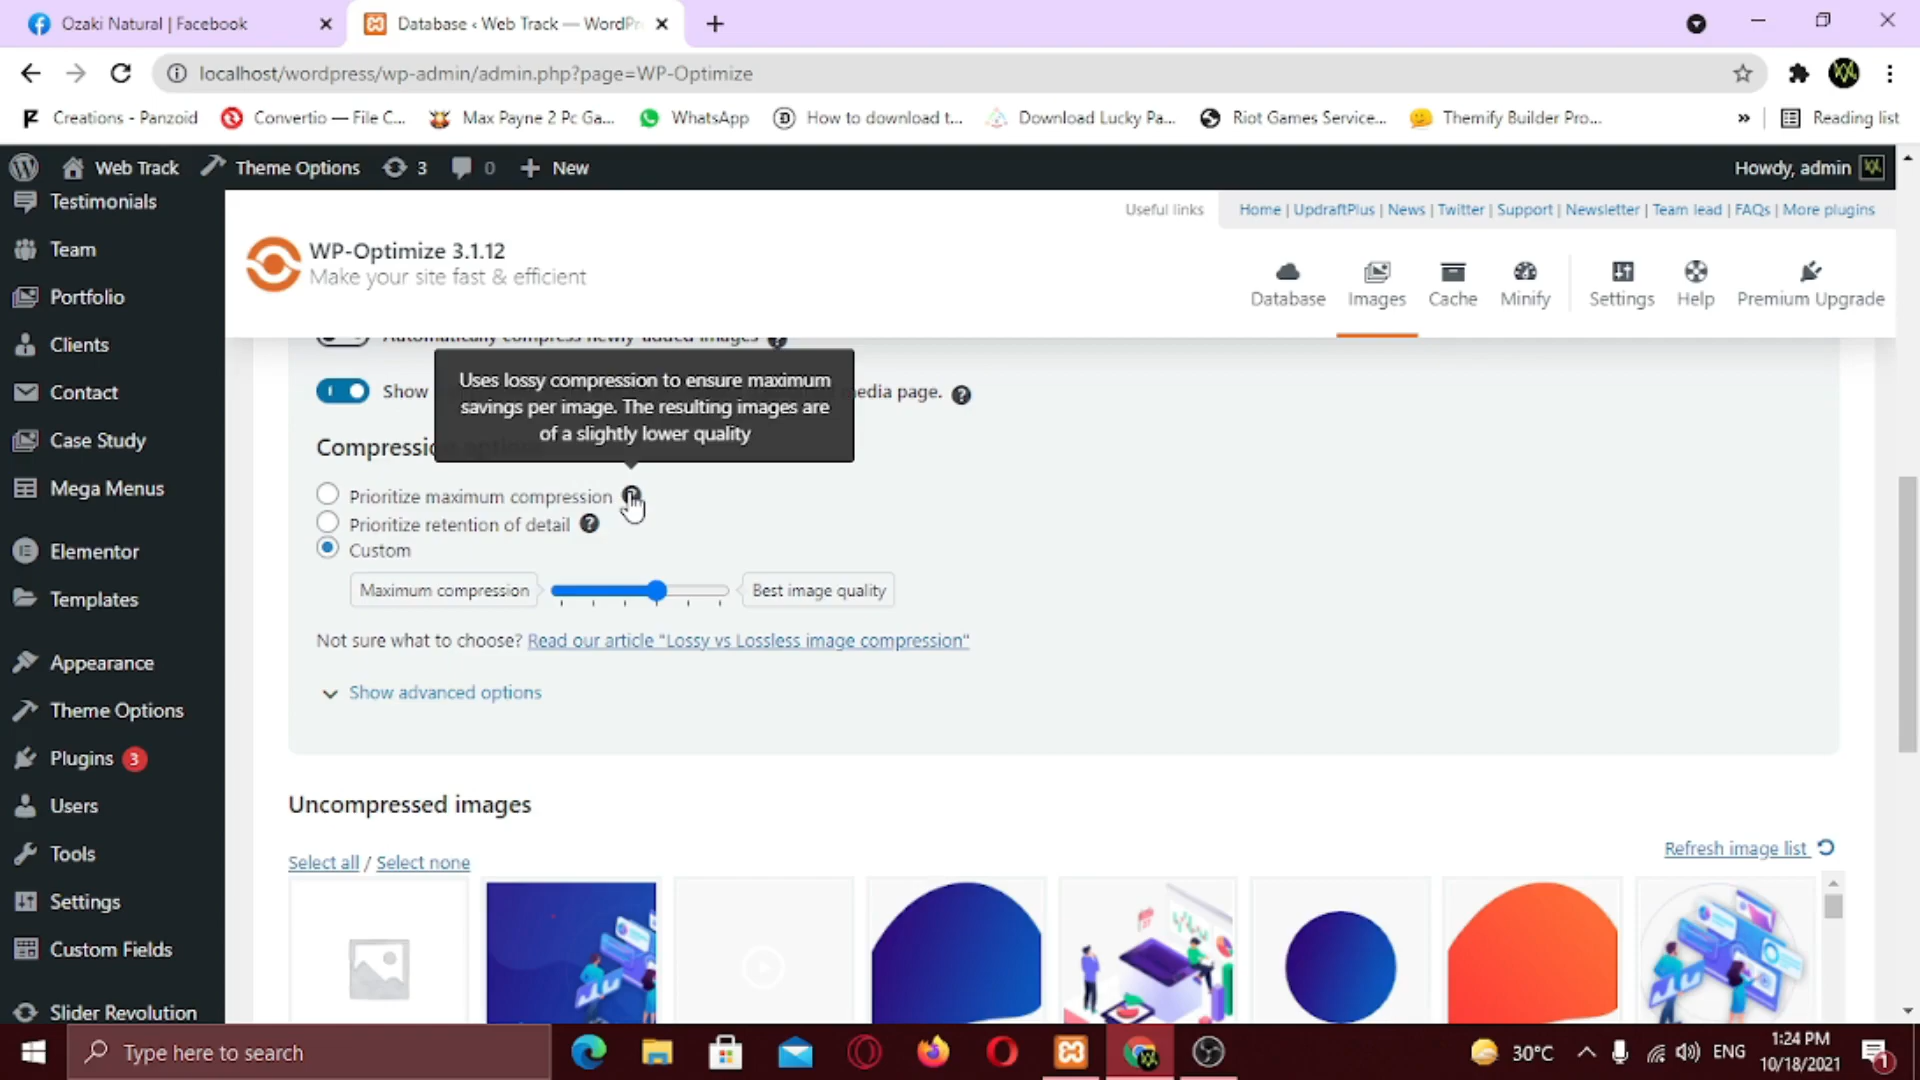 Ozaki Natural | Facebook
Database ‹ Web Track — WordPr
localhost/wordpress/wp-admin/admin.php?page=WP-Optimize
Creations - Panzoid
Convertio — File C...
Max Payne 2 Pc Ga...
WhatsApp
How to download t...
Download Lucky Pa...
Riot Games Service...
Themify Builder Pro...
»
Reading list
Web Track
Theme Options
3
0
+ New
Howdy, admin
Testimonials
Team
Portfolio
Clients
Contact
Case Study
Mega Menus
Elementor
Templates
Appearance
Theme Options
Plugins 3
Users
Tools
Settings
Custom Fields
Slider Revolution
Useful links
Home | UpdraftPlus | News | Twitter | Support | Newsletter | Team lead | FAQs | More plugins
WP-Optimize 3.1.12
Make your site fast & efficient
Database
Images
Cache
Minify
Settings
Help
Premium Upgrade
Automatically compress newly-added images
Uses lossy compression to ensure maximum
savings per image. The resulting images are
of a slightly lower quality
Show
media page.
Compression options
Prioritize maximum compression
Prioritize retention of detail
Custom
Maximum compression
Best image quality
Not sure what to choose? Read our article "Lossy vs Lossless image compression"
Show advanced options
Uncompressed images
Select all / Select none
Refresh image list
Type here to search
30°C
ENG
1:24 PM
10/18/2021
1